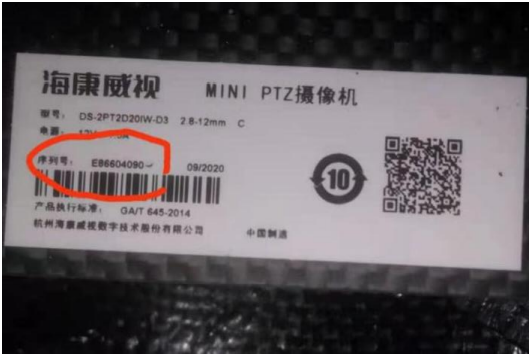 海康威视 MINI PTZ摄像机
型号: DS-2PT2D20IW-D3 2.8-12mm C
电源:
序列号: E86604090 09/2020
10
产品执行标准: GA/T 645-2014
杭州海康威视数字技术股份有限公司 中国制造